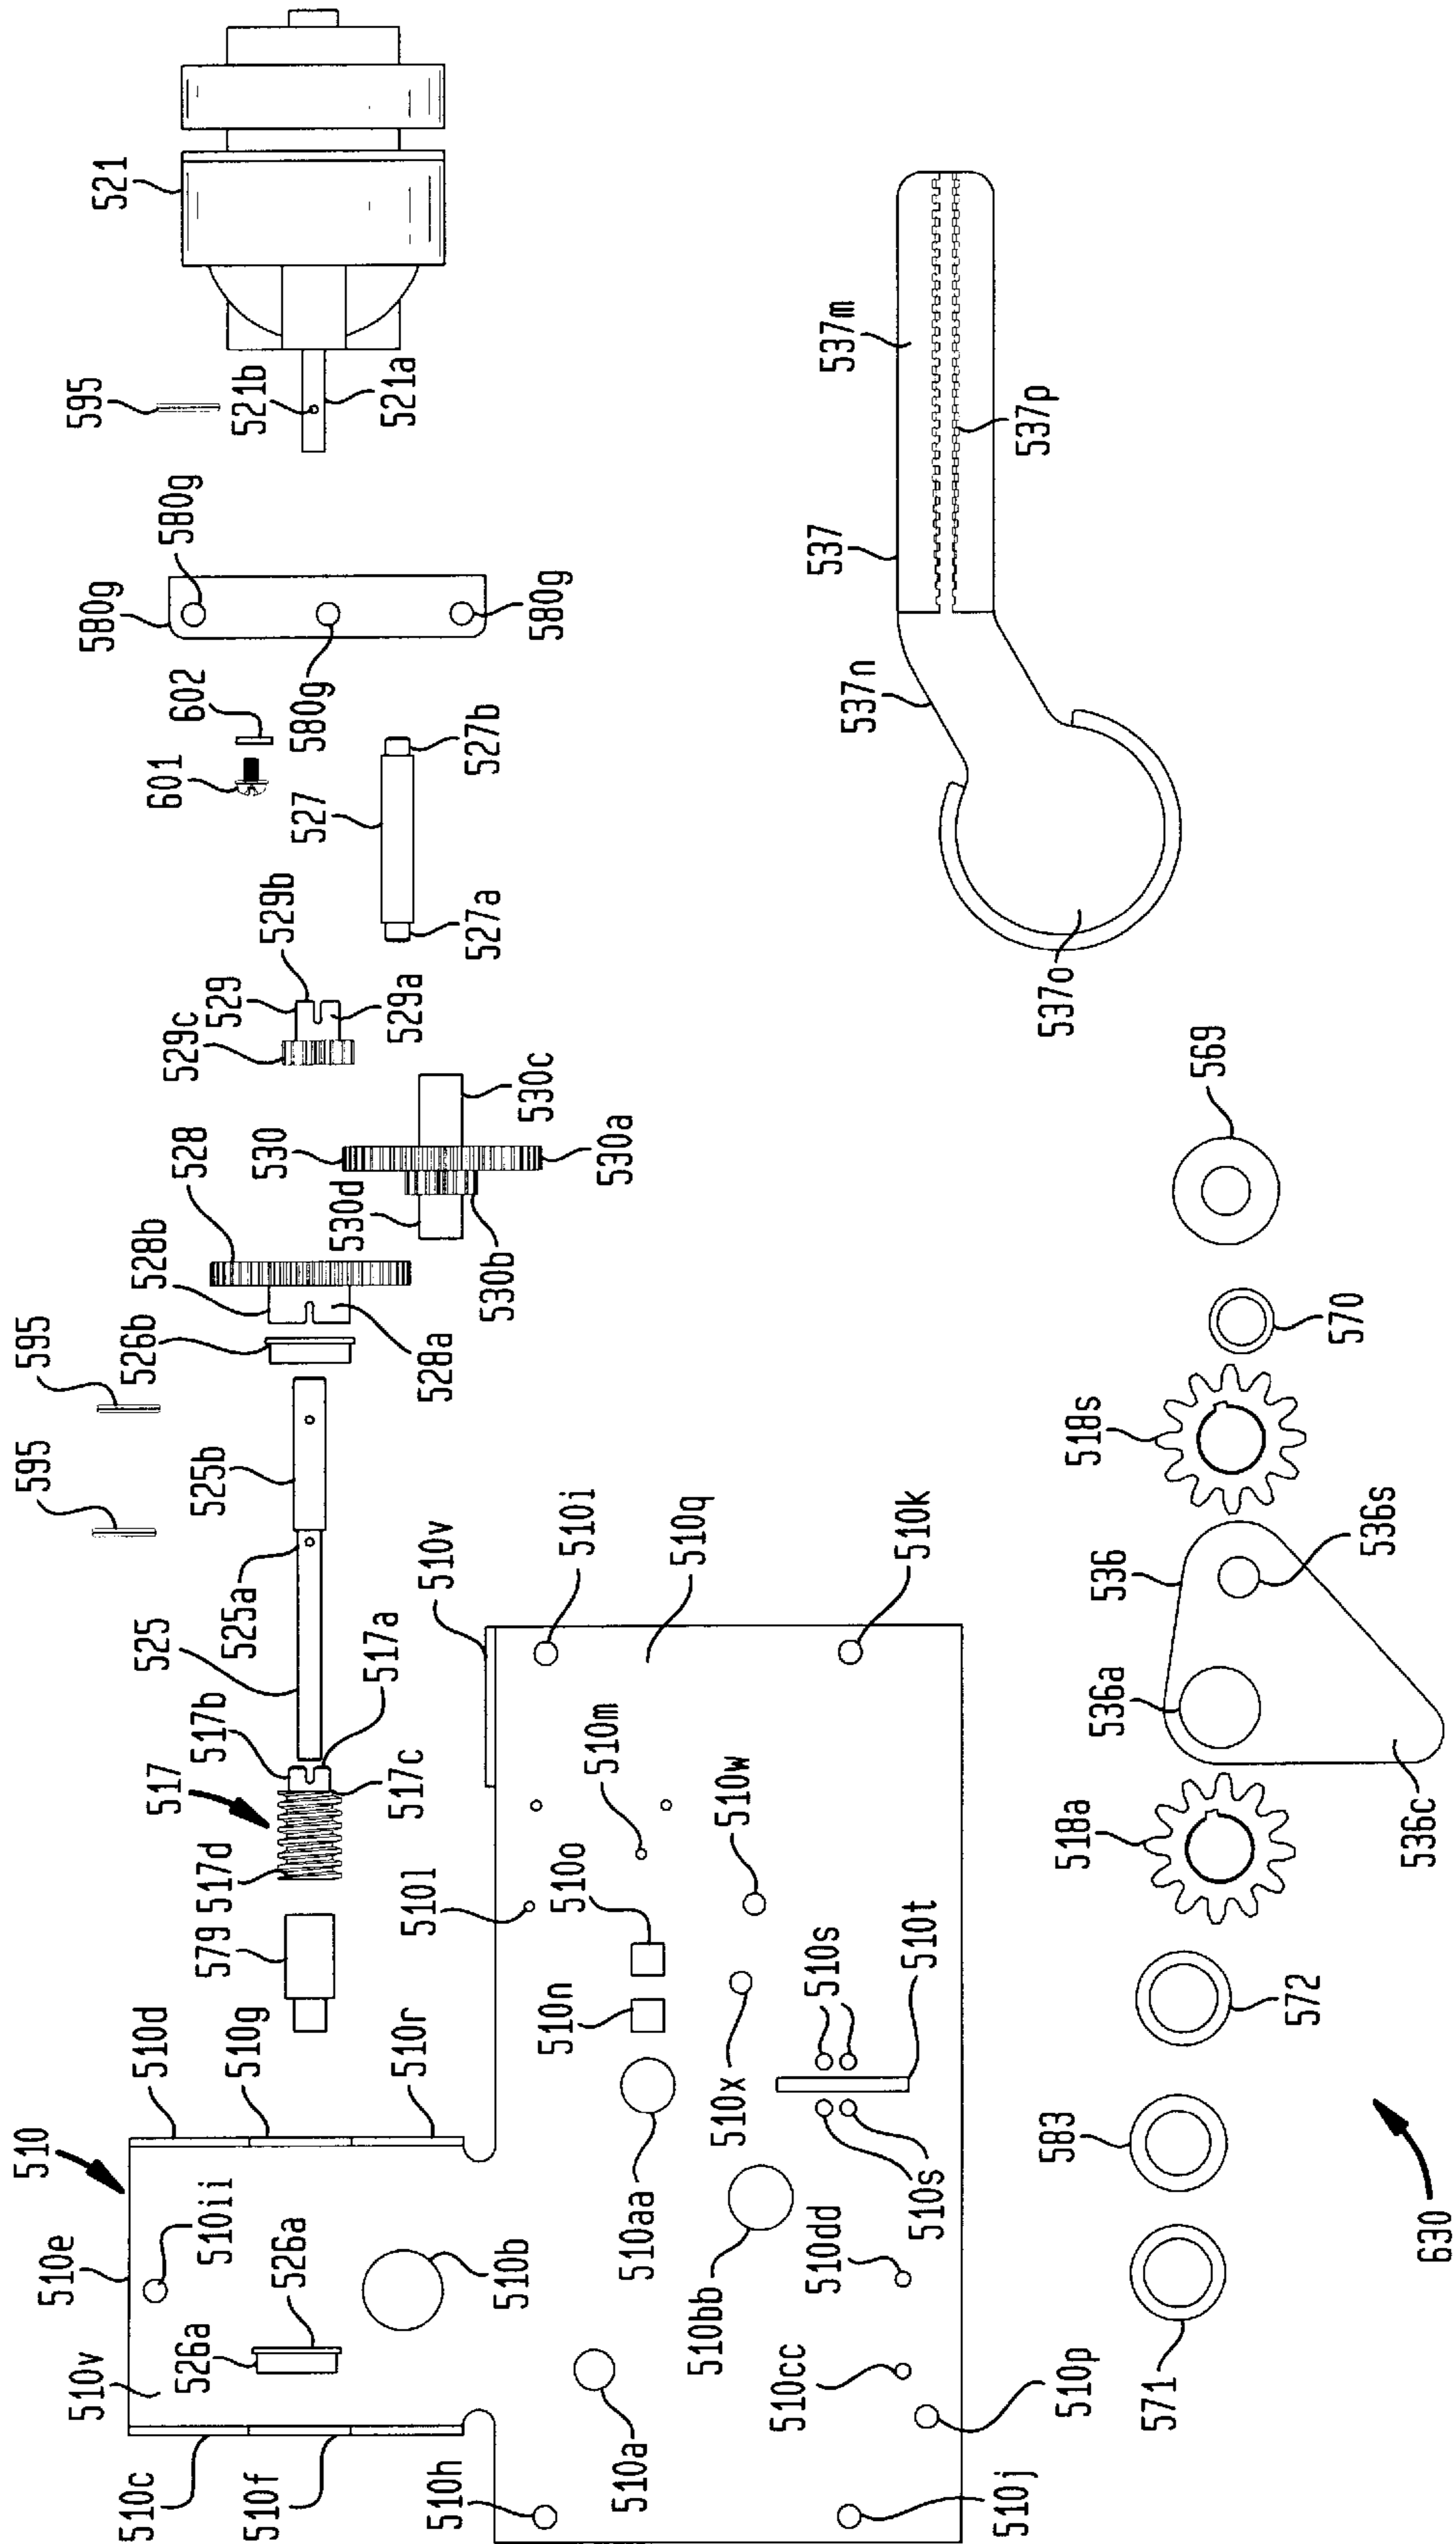 510
510e
510v
510c
510f
510h
510ii
510d
510g
510r
526a
526a
510b
510a
579
517
517d
517b
517c
517a
525
525a
525b
595
595
526b
528b
528
528a
530d
530
530b
530a
530c
529c
529
529b
529a
527a
527
527b
601
602
580g
580g
580g
580g
595
521b
521a
521
510l
510o
510n
510m
510v
510i
510q
510k
510w
510x
510aa
510s
510t
510s
510bb
510dd
510cc
510p
510j
571
583
572
518a
536a
536
536s
536c
518s
570
569
537o
537n
537
537m
537p
630